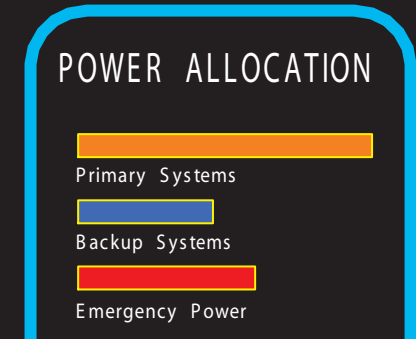 POWER ALLOCATION
Primary Systems
Backup Systems
Emergency Power